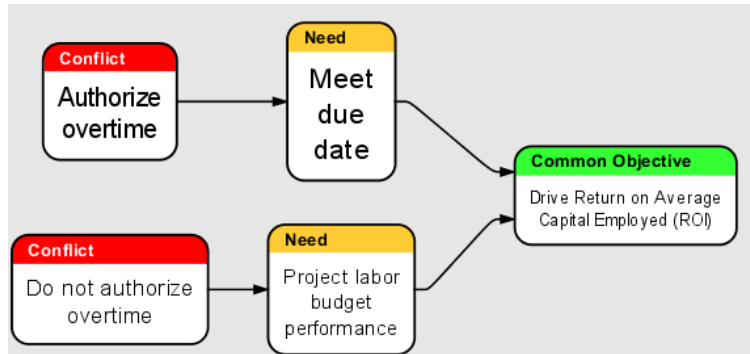 Conflict
Authorize
overtime
Need
Meet
due
date
Common Objective
Drive Return on Average
Capital Employed (ROI)
Conflict
Do not authorize
overtime
Need
Project labor
budget
performance